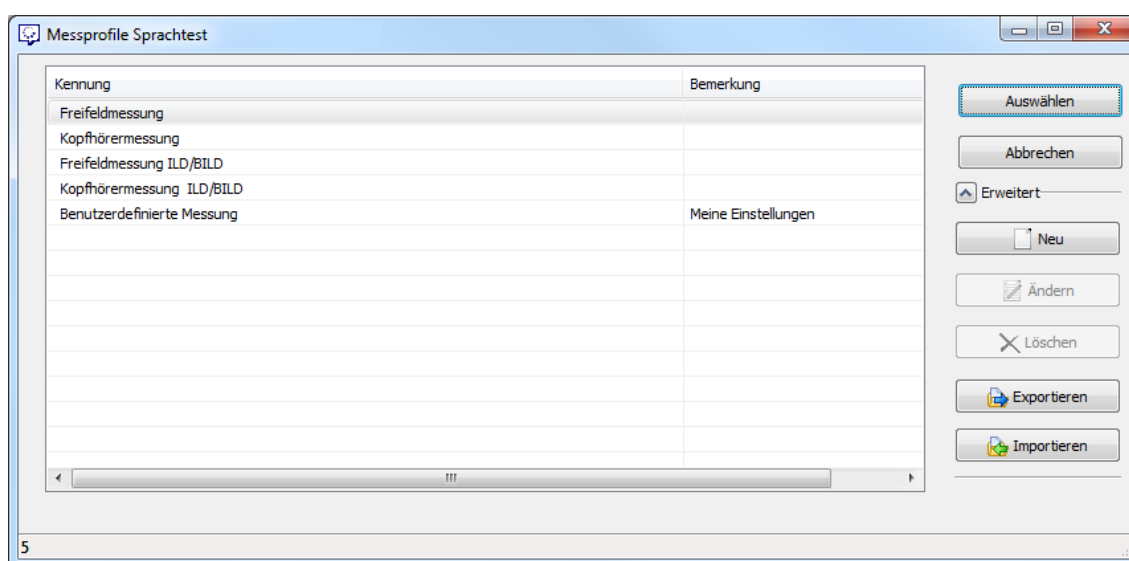 Messprofile Sprachtest
Kennung Bemerkung
Freifeldmessung
Kopfhörermessung
Freifeldmessung ILD/BILD
Kopfhörermessung  ILD/BILD
Benutzerdefinierte Messung Meine Einstellungen
Auswählen
Abbrechen
Erweitert
Neu
Ändern
Löschen
Exportieren
Importieren
5